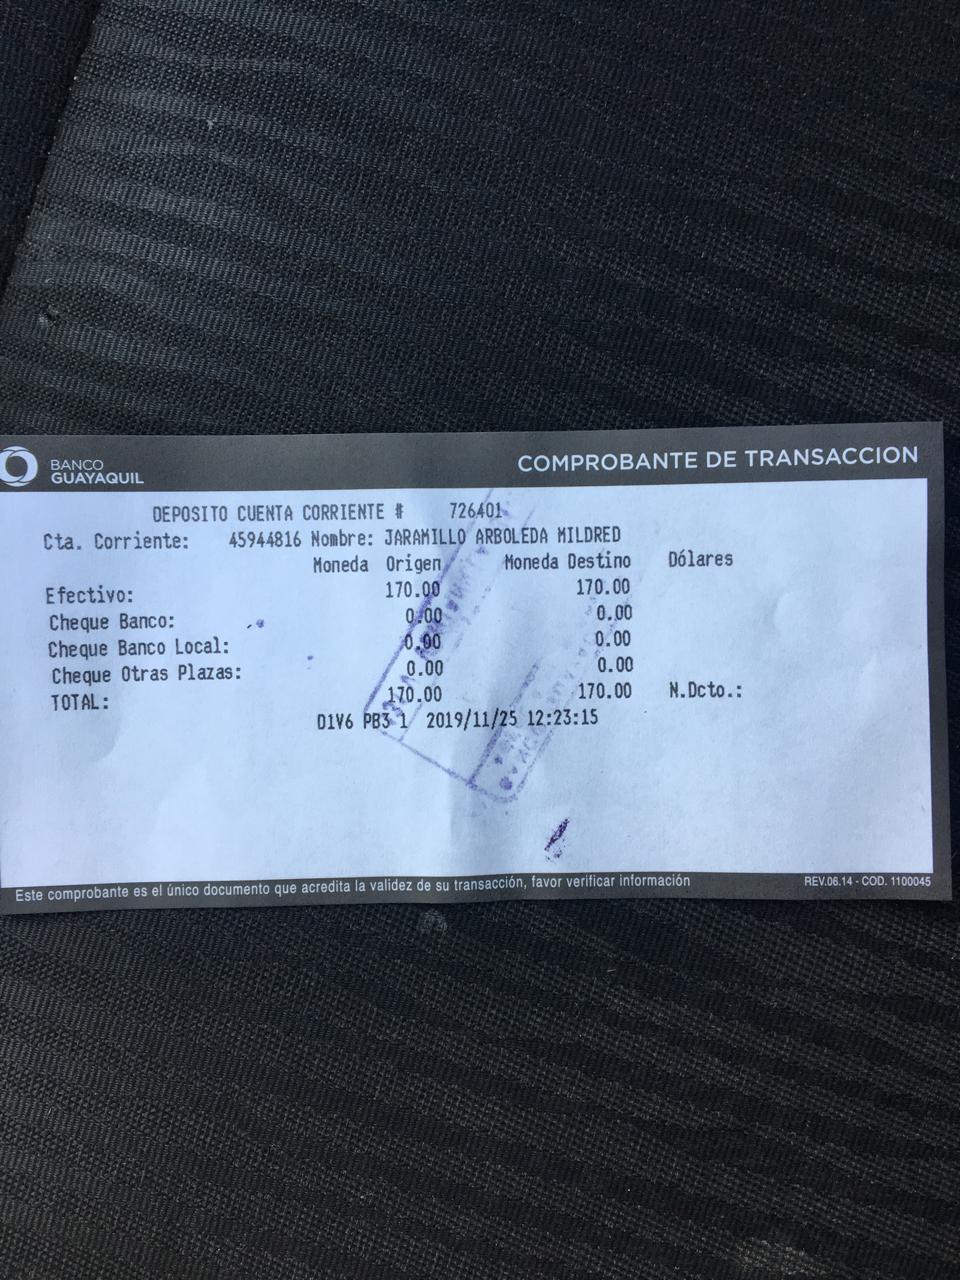 BANCO
GUAYAQUIL
COMPROBANTE DE TRANSACCION
DEPOSITO CUENTA CORRIENTE # 726401
Cta. Corriente: 45944816 Nombre: JARAMILLO ARBOLEDA MILDRED
Moneda Origen Moneda Destino Dólares
Efectivo: 170.00 170.00
Cheque Banco: 0.00 0.00
Cheque Banco Local: 0.00 0.00
Cheque Otras Plazas: 0.00 0.00
TOTAL: 170.00 170.00 N.Dcto.:
D1V6 PB3 1 2019/11/25 12:23:15
Este comprobante es el único documento que acredita la validez de su transacción, favor verificar información
REV.06.14 - COD. 1100045